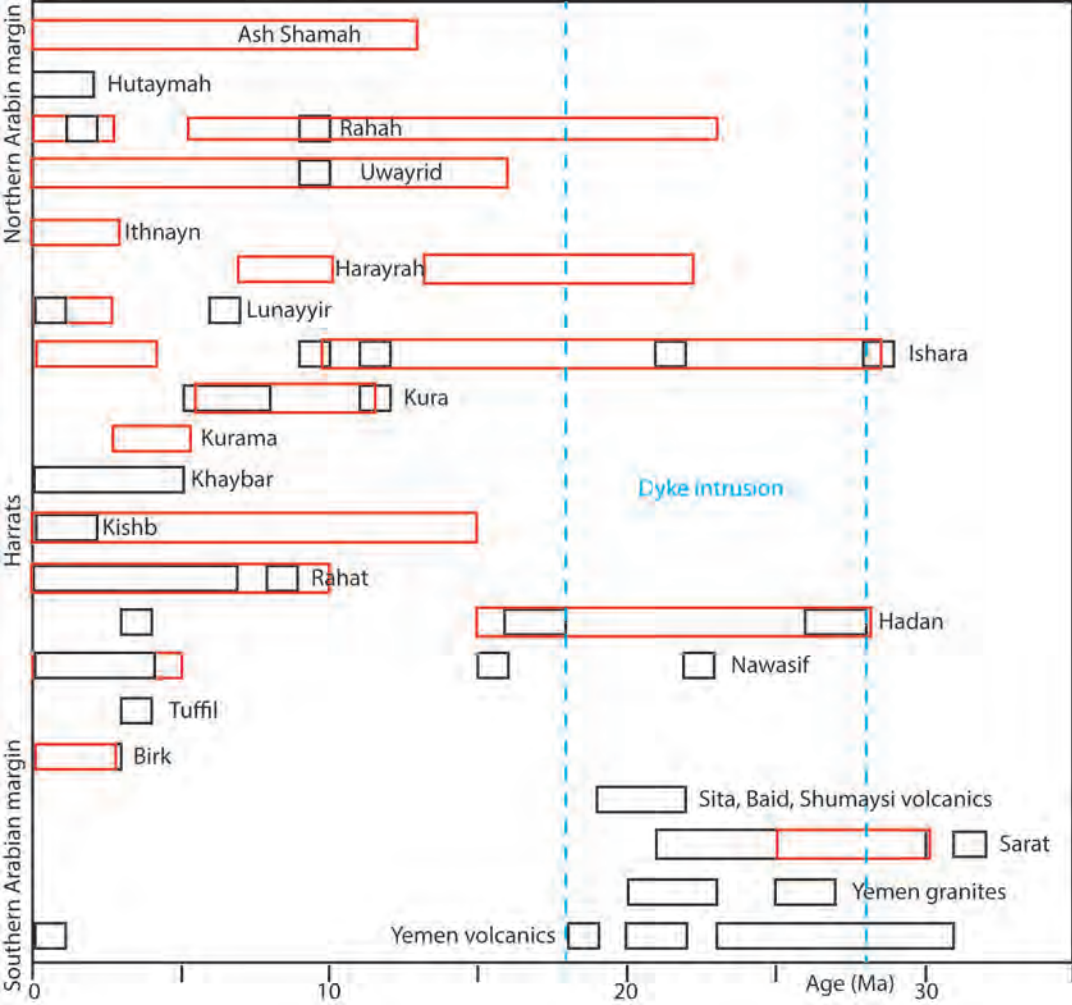 Northern Arabin margin
Harrats
Southern Arabian margin
Ash Shamah
Hutaymah
Rahah
Uwayrid
Ithnayn
Harayrah
Lunayyir
Ishara
Kura
Kurama
Khaybar
Dyke intrusion
Kishb
Rahat
Hadan
Nawasif
Tuffil
Birk
Sita, Baid, Shumaysi volcanics
Sarat
Yemen granites
Yemen volcanics
0 10 20 Age (Ma) 30